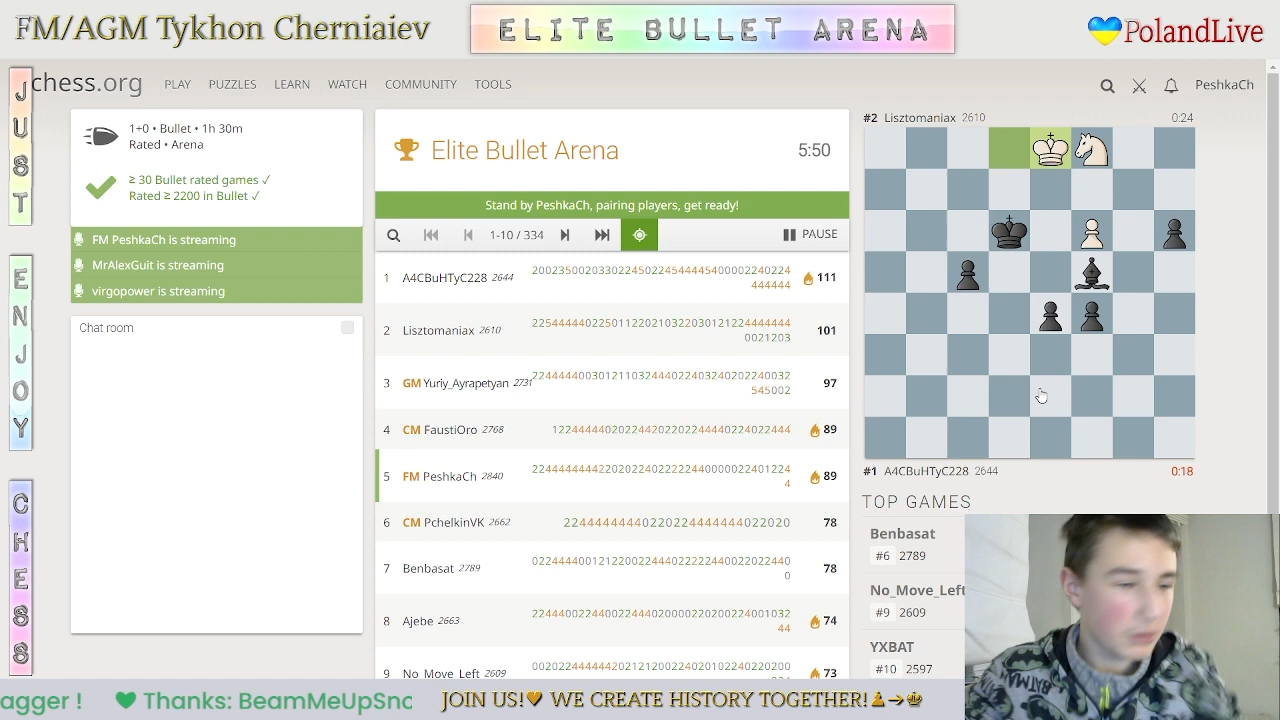 FM/AGM Tykhon Cherniaiev
ELITE BULLET ARENA
PolandLive
JUST
ENJOY
CHESS
chess.org
PLAY PUZZLES LEARN WATCH COMMUNITY TOOLS
PeshkaCh
1+0 • Bullet • 1h 30m
Rated • Arena
≥ 30 Bullet rated games ✓
Rated ≥ 2200 in Bullet ✓
FM PeshkaCh is streaming
MrAlexGuit is streaming
virgopower is streaming
Chat room
Elite Bullet Arena 5:50
Stand by PeshkaCh, pairing players, get ready!
1-10 / 334 PAUSE
1 A4CBuHTyC228 2644 111
2 Lisztomaniax 2610 101
3 GM Yuriy_Ayrapetyan 2731 97
4 CM FaustiOro 2768 89
5 FM PeshkaCh 2840 89
6 CM PchelkinVK 2662 78
7 Benbasat 2789 78
8 Ajebe 2663 74
9 No_Move_Left 2609 73
#2 Lisztomaniax 2610 0:24
#1 A4CBuHTyC228 2644 0:18
TOP GAMES
Benbasat
#6 2789
No_Move_Left
#9 2609
YXBAT
#10 2597
BATMAN
agger ! Thanks: BeamMeUpSnc
JOIN US! WE CREATE HISTORY TOGETHER!